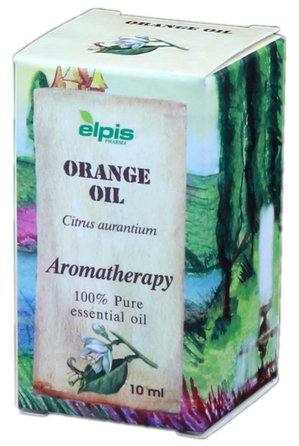 ORANGE OIL
elpis
PHARMA
ORANGE
OIL
Citrus aurantium
Aromatherapy
100% Pure
essential oil
10 ml